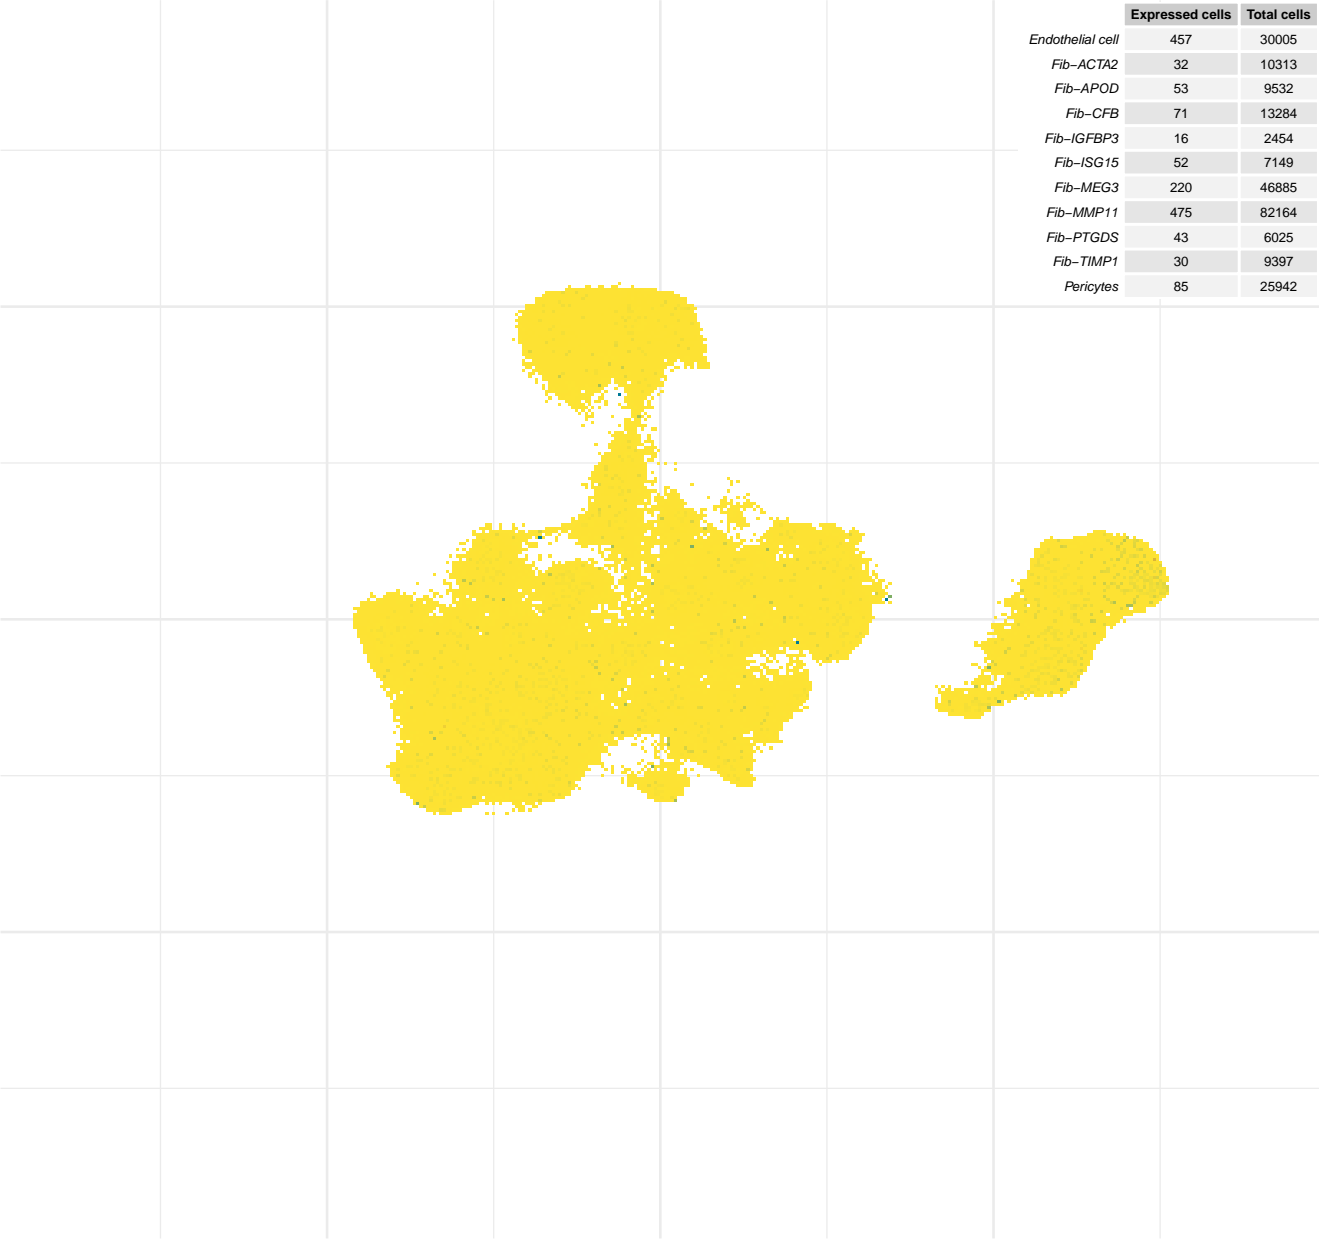 Expressed cells Total cells
Endothelial cell 457 30005
Fib−ACTA2 32 10313
Fib−APOD 53 9532
Fib−CFB 71 13284
Fib−IGFBP3 16 2454
Fib−ISG15 52 7149
Fib−MEG3 220 46885
Fib−MMP11 475 82164
Fib−PTGDS 43 6025
Fib−TIMP1 30 9397
Pericytes 85 25942